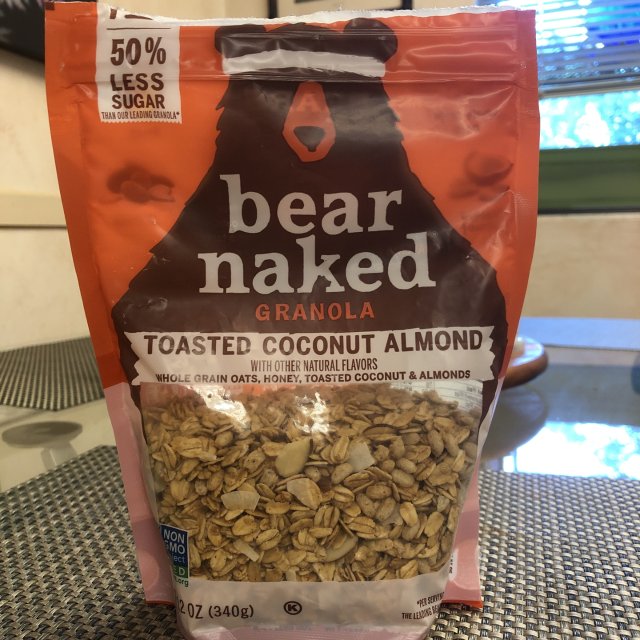 50%
LESS
SUGAR
THAN OUR LEADING GRANOLA*
bear
naked
GRANOLA
TOASTED COCONUT ALMOND
WITH OTHER NATURAL FLAVORS
WHOLE GRAIN OATS, HONEY, TOASTED COCONUT & ALMONDS
NON
GMO
2 OZ (340g)
K
*PER SERVING
THE LEADING